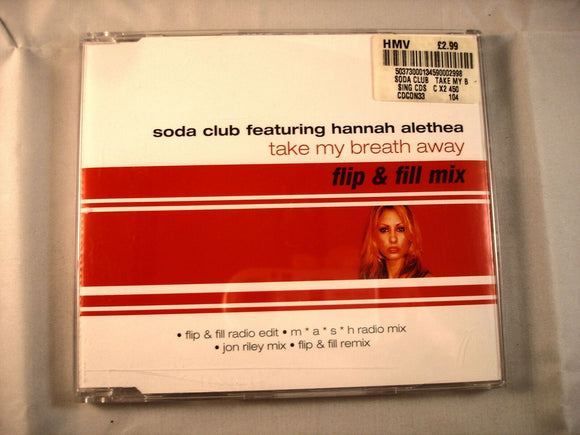 HMV £2.99
50373000134590002998
SODA CLUB TAKE MY B
SING CDS C X2 450
CDCON33 104
soda club featuring hannah alethea
take my breath away
flip & fill mix
• flip & fill radio edit • m * a * s * h radio mix
• jon riley mix • flip & fill remix